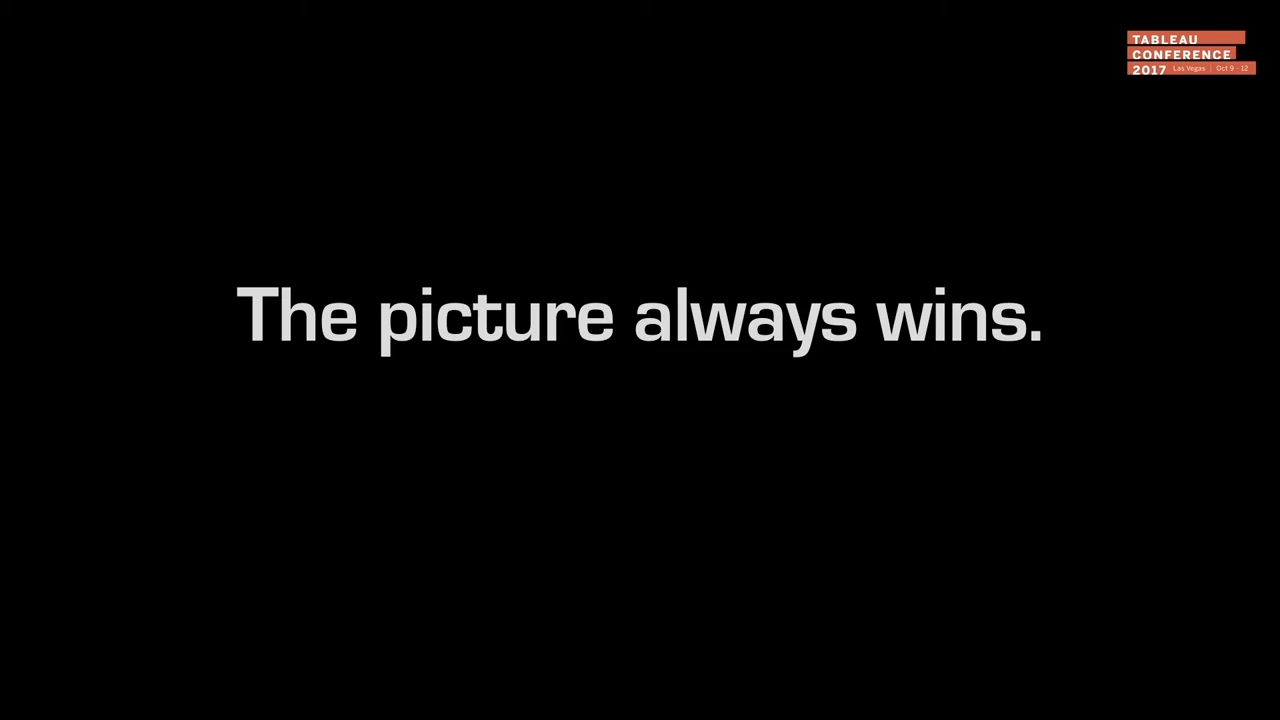 TABLEAU
CONFERENCE
2017 Las Vegas | Oct 9 - 12
The picture always wins.